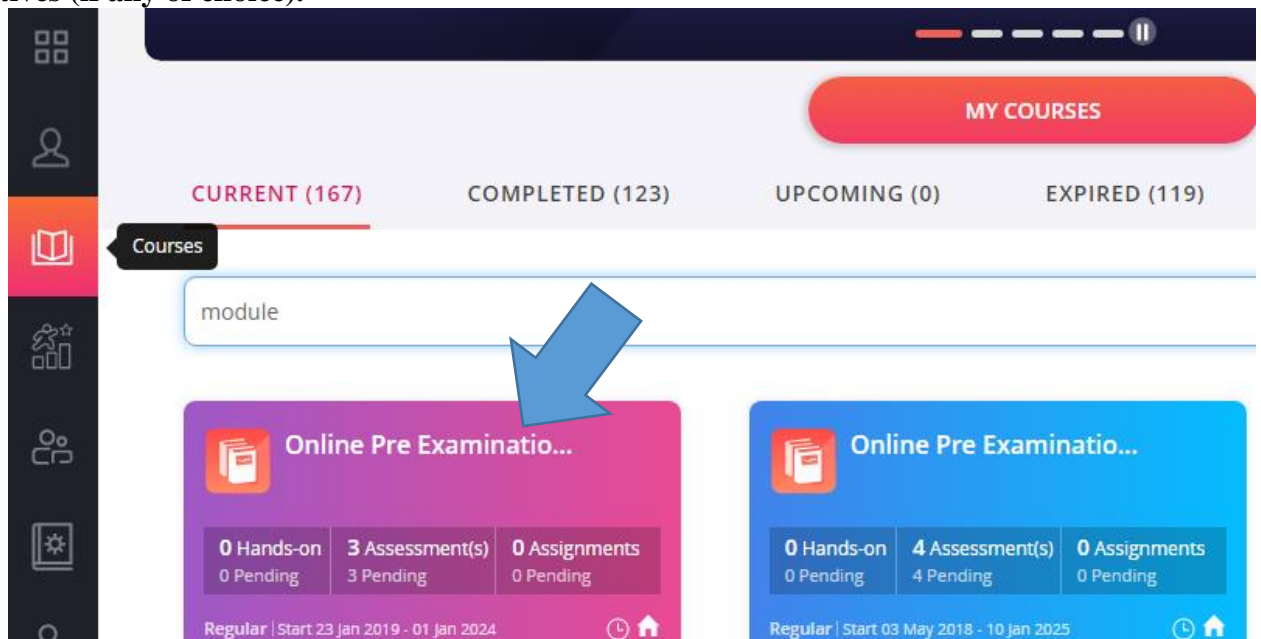 MY COURSES
CURRENT (167) COMPLETED (123) UPCOMING (0) EXPIRED (119)
Courses
module
Online Pre Examinatio... Online Pre Examinatio...
0 Hands-on 3 Assessment(s) 0 Assignments 0 Hands-on 4 Assessment(s) 0 Assignments
0 Pending 3 Pending 0 Pending 0 Pending 4 Pending 0 Pending
Regular | Start 23 Jan 2019 - 01 Jan 2024 Regular | Start 03 May 2018 - 10 Jan 2025